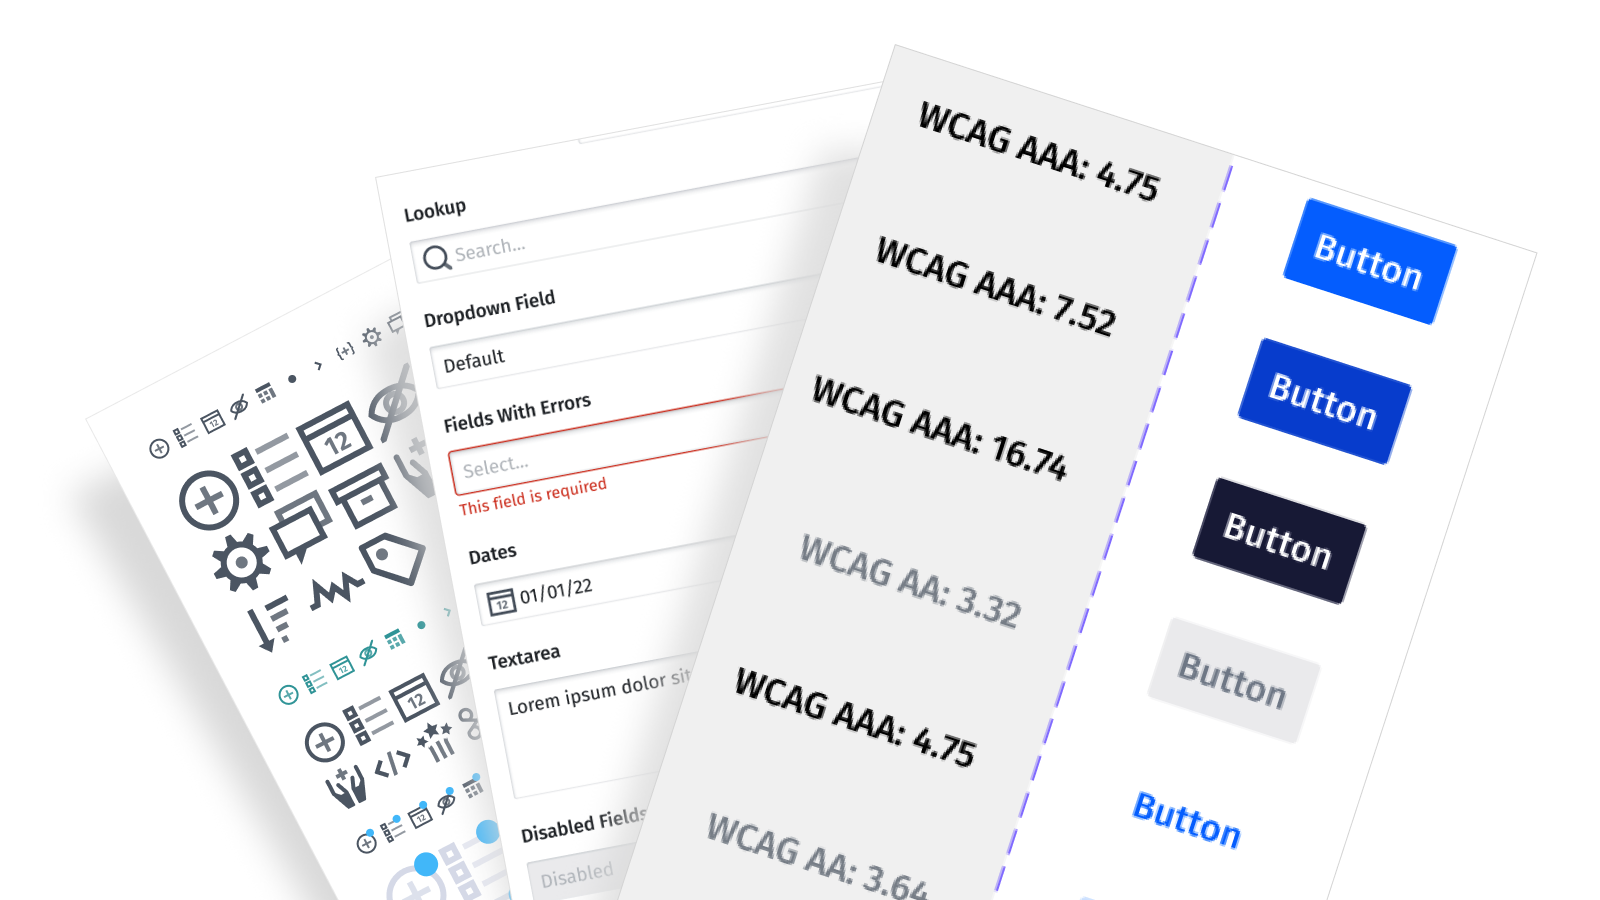 12
12
12
12
12
Lookup
Search...
Dropdown Field
Default
Fields With Errors
Select...
This field is required
Dates
12
01/01/22
Textarea
Lorem ipsum dolor sit
Disabled Fields
Disabled
WCAG AAA: 4.75
WCAG AAA: 7.52
WCAG AAA: 16.74
WCAG AA: 3.32
WCAG AAA: 4.75
WCAG AA: 3.64
Button
Button
Button
Button
Button